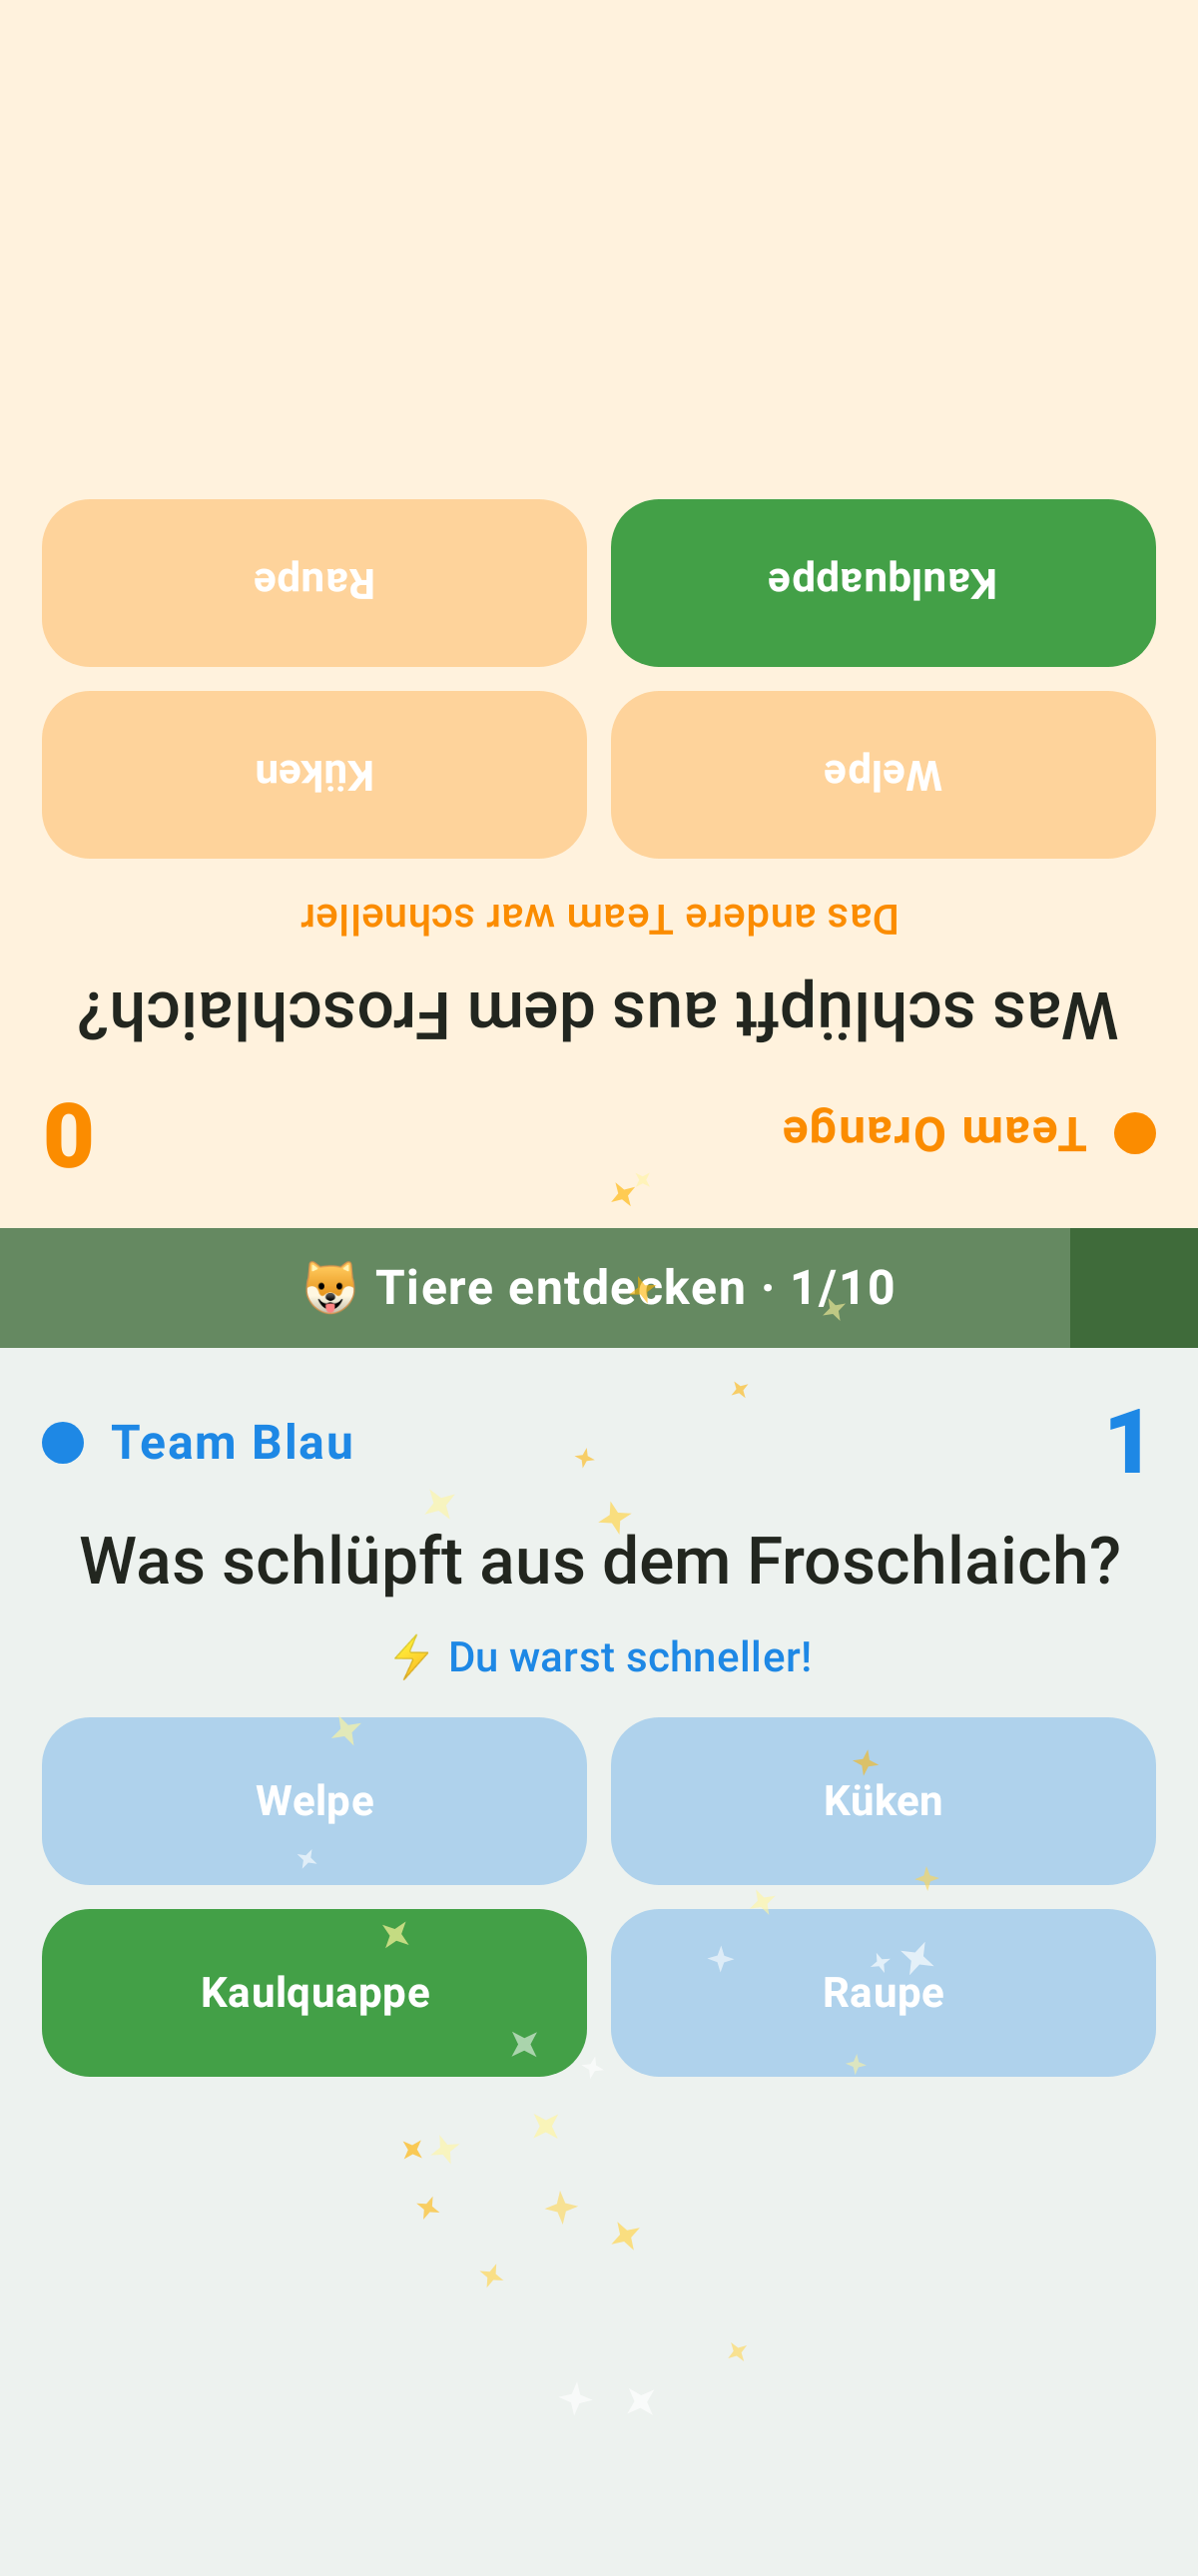 Team Orange 0
Was schlüpft aus dem Froschlaich?
Das andere Team war schneller
Welpe Küken
Kaulquappe Raupe
🐶 Tiere entdecken · 1/10
Team Blau 1
Was schlüpft aus dem Froschlaich?
⚡ Du warst schneller!
Welpe Küken
Kaulquappe Raupe